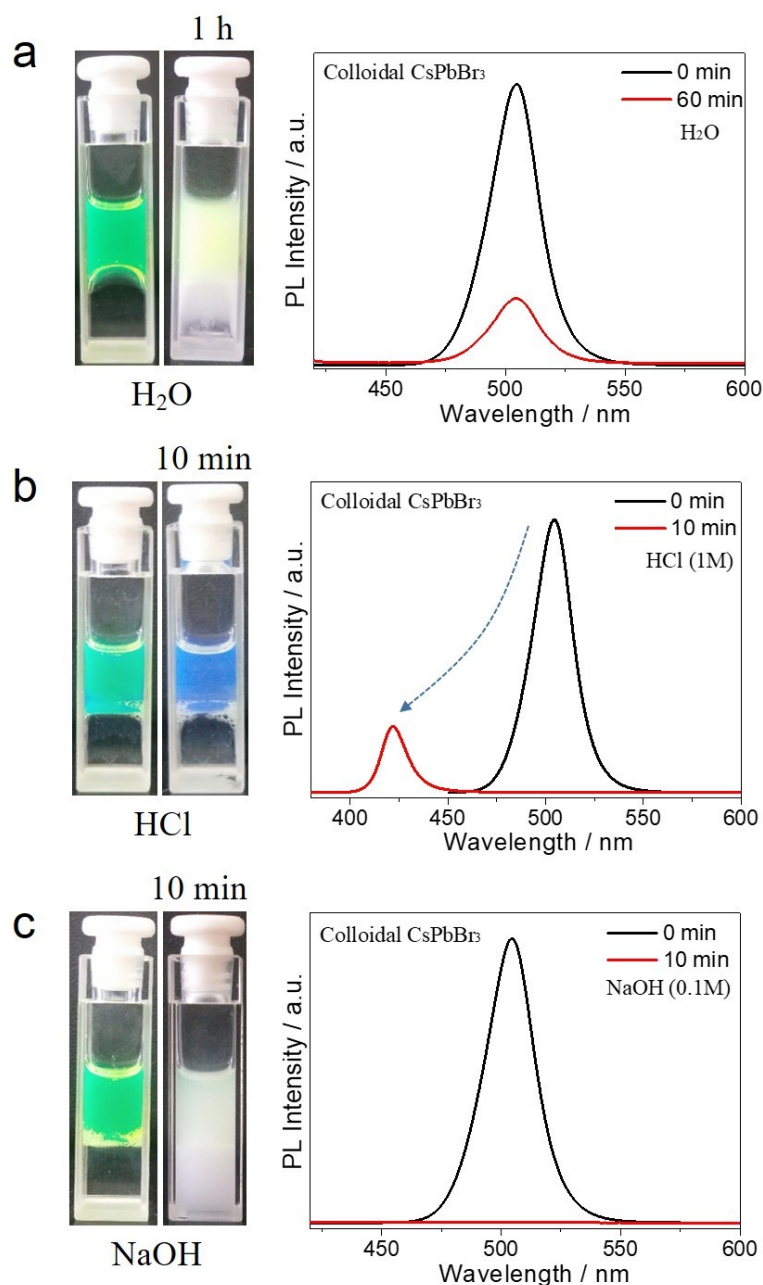 a
1 h
H₂O
Colloidal CsPbBr₃
0 min
60 min
H₂O
PL Intensity / a.u.
450 500 550 600
Wavelength / nm
b
10 min
HCl
Colloidal CsPbBr₃
0 min
10 min
HCl (1M)
PL Intensity / a.u.
400 450 500 550 600
Wavelength / nm
c
10 min
NaOH
Colloidal CsPbBr₃
0 min
10 min
NaOH (0.1M)
PL Intensity / a.u.
450 500 550 600
Wavelength / nm